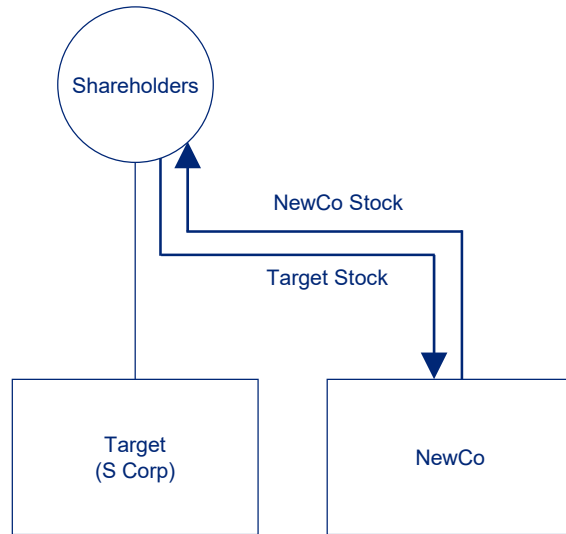 Shareholders
NewCo Stock
Target Stock
Target
(S Corp)
NewCo